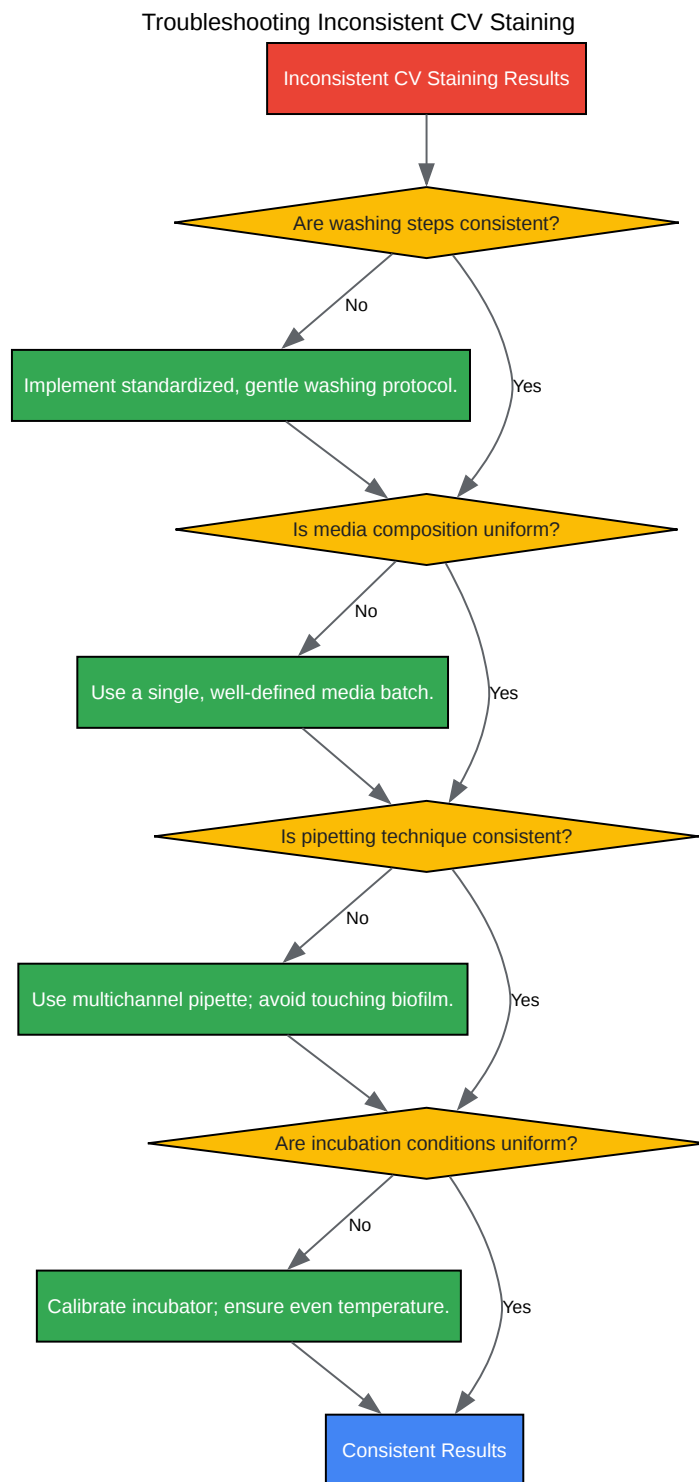 Troubleshooting Inconsistent CV Staining
Inconsistent CV Staining Results
Are washing steps consistent?
No
Implement standardized, gentle washing protocol.
Yes
Is media composition uniform?
No
Use a single, well-defined media batch.
Yes
Is pipetting technique consistent?
No
Use multichannel pipette; avoid touching biofilm.
Yes
Are incubation conditions uniform?
No
Calibrate incubator; ensure even temperature.
Yes
Consistent Results